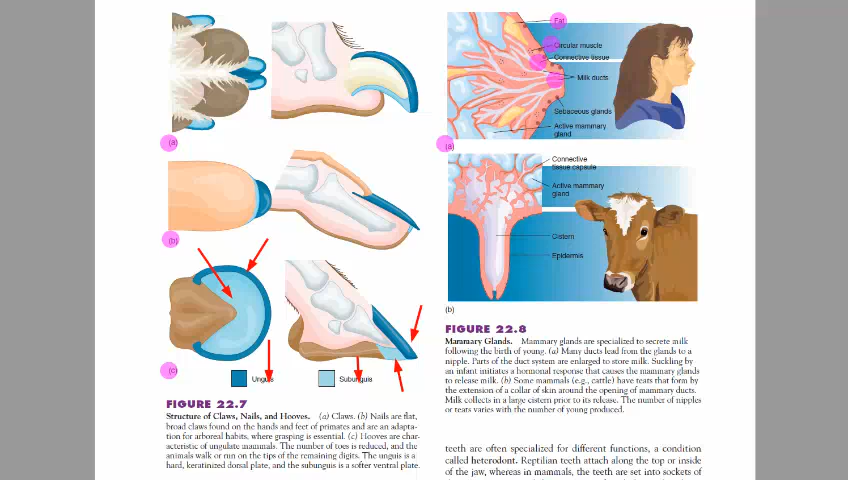 (a)
(b)
(c)
Unguis
Subunguis
FIGURE 22.7
Structure of Claws, Nails, and Hooves. (a) Claws. (b) Nails are flat,
broad claws found on the hands and feet of primates and are an adapta-
tion for arboreal habits, where grasping is essential. (c) Hooves are char-
acteristic of ungulate mammals. The number of toes is reduced, and the
animals walk or run on the tips of the remaining digits. The unguis is a
hard, keratinized dorsal plate, and the subunguis is a softer ventral plate.
Fat
Circular muscle
Connective tissue
Milk ducts
Sebaceous glands
Active mammary
gland
(a)
Connective
tissue capsule
Active mammary
gland
Cistern
Epidermis
(b)
FIGURE 22.8
Mammary Glands. Mammary glands are specialized to secrete milk
following the birth of young. (a) Many ducts lead from the glands to a
nipple. Parts of the duct system are enlarged to store milk. Suckling by
an infant initiates a hormonal response that causes the mammary glands
to release milk. (b) Some mammals (e.g., cattle) have teats that form by
the extension of a collar of skin around the opening of mammary ducts.
Milk collects in a large cistern prior to its release. The number of nipples
or teats varies with the number of young produced.
teeth are often specialized for different functions, a condition
called heterodont. Reptilian teeth attach along the top or inside
of the jaw, whereas in mammals, the teeth are set into sockets of